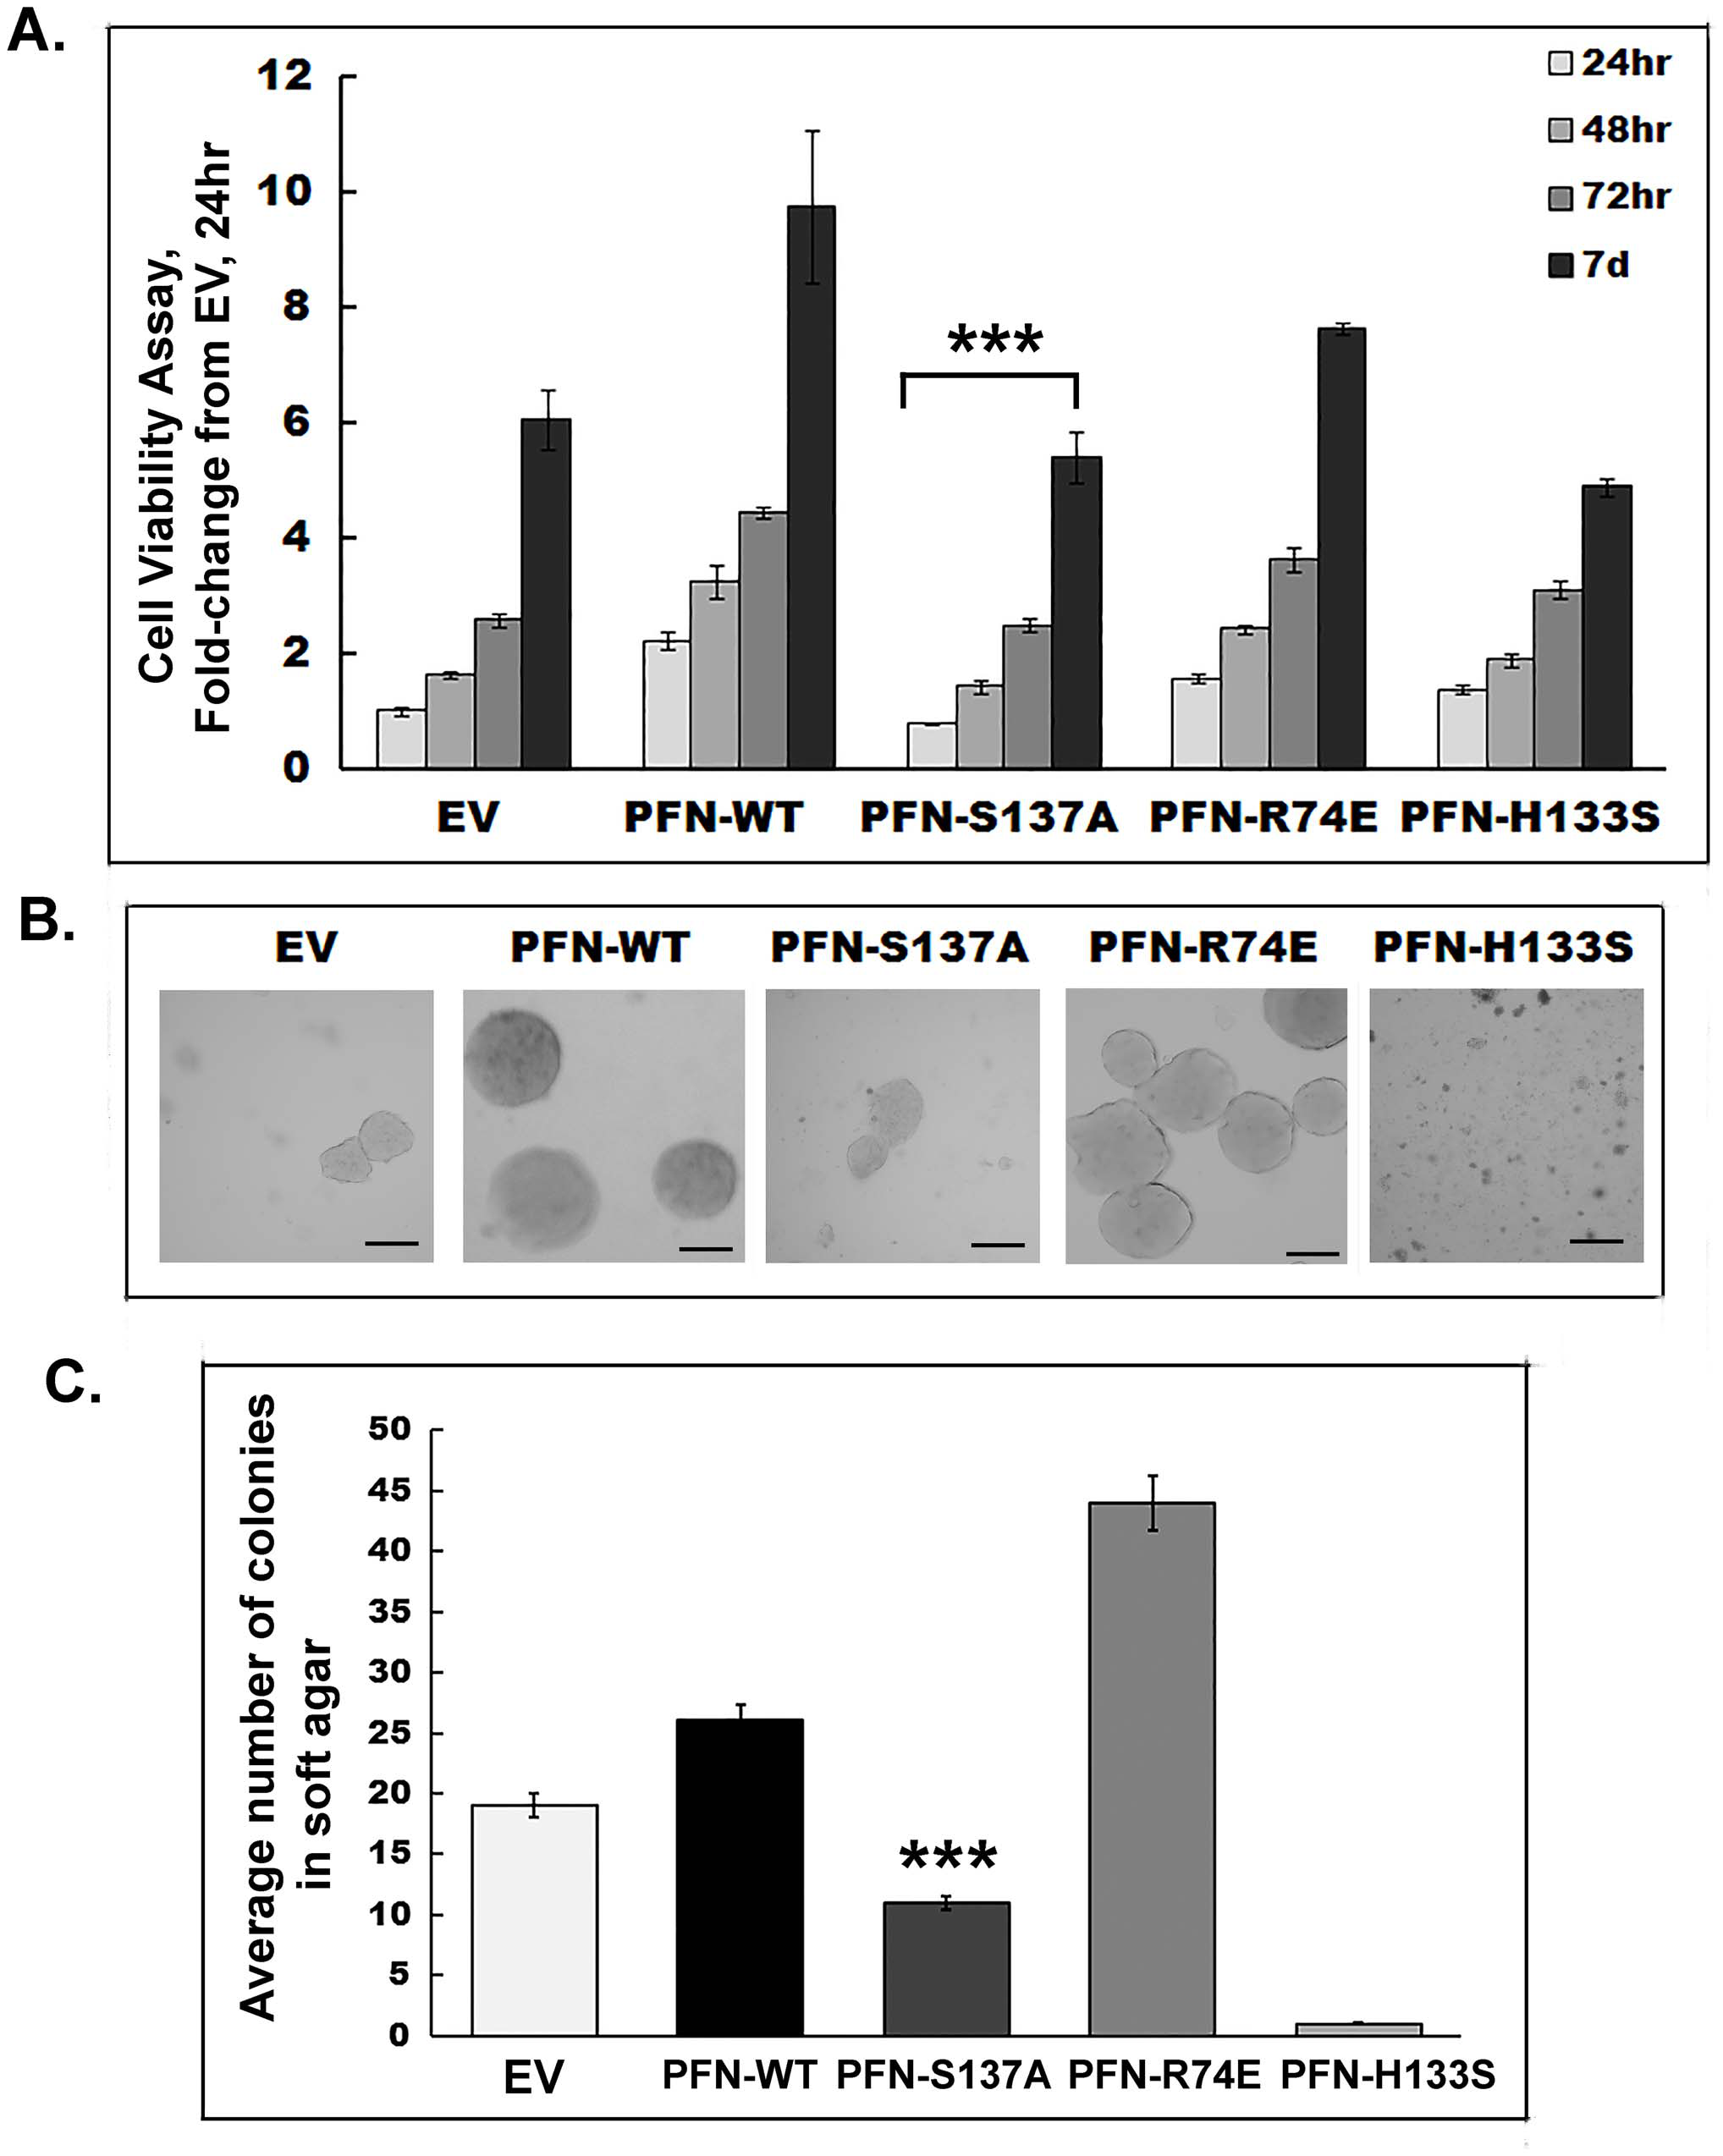 A.
Cell Viability Assay,
Fold-change from EV, 24hr
12
10
8
6
4
2
0
24hr
48hr
72hr
7d
***
EV PFN-WT PFN-S137A PFN-R74E PFN-H133S
B.
EV PFN-WT PFN-S137A PFN-R74E PFN-H133S
C.
Average number of colonies
in soft agar
50
45
40
35
30
25
20
15
10
5
0
***
EV PFN-WT PFN-S137A PFN-R74E PFN-H133S